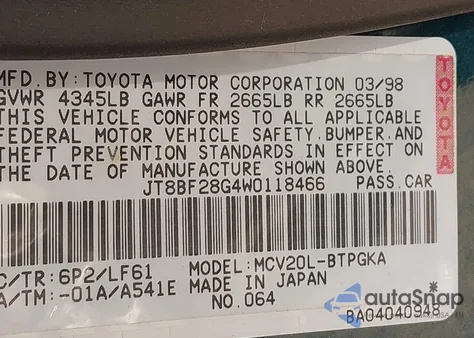 MFD.BY:TOYOTA MOTOR CORPORATION 03/98
GVWR 4345LB GAWR FR 2665LB RR 2665LB
THIS VEHICLE CONFORMS TO ALL APPLICABLE
FEDERAL MOTOR VEHICLE SAFETY,BUMPER,AND
THEFT PREVENTION STANDARDS IN EFFECT ON
THE DATE OF MANUFACTURE SHOWN ABOVE.
JT8BF28G4W0118466 PASS.CAR
TOYOTA
C/TR:6P2/LF61 MODEL:MCV20L-BTPGKA
A/TM:-01A/A541E MADE IN JAPAN
NO.064
autoSnap
BA04040948